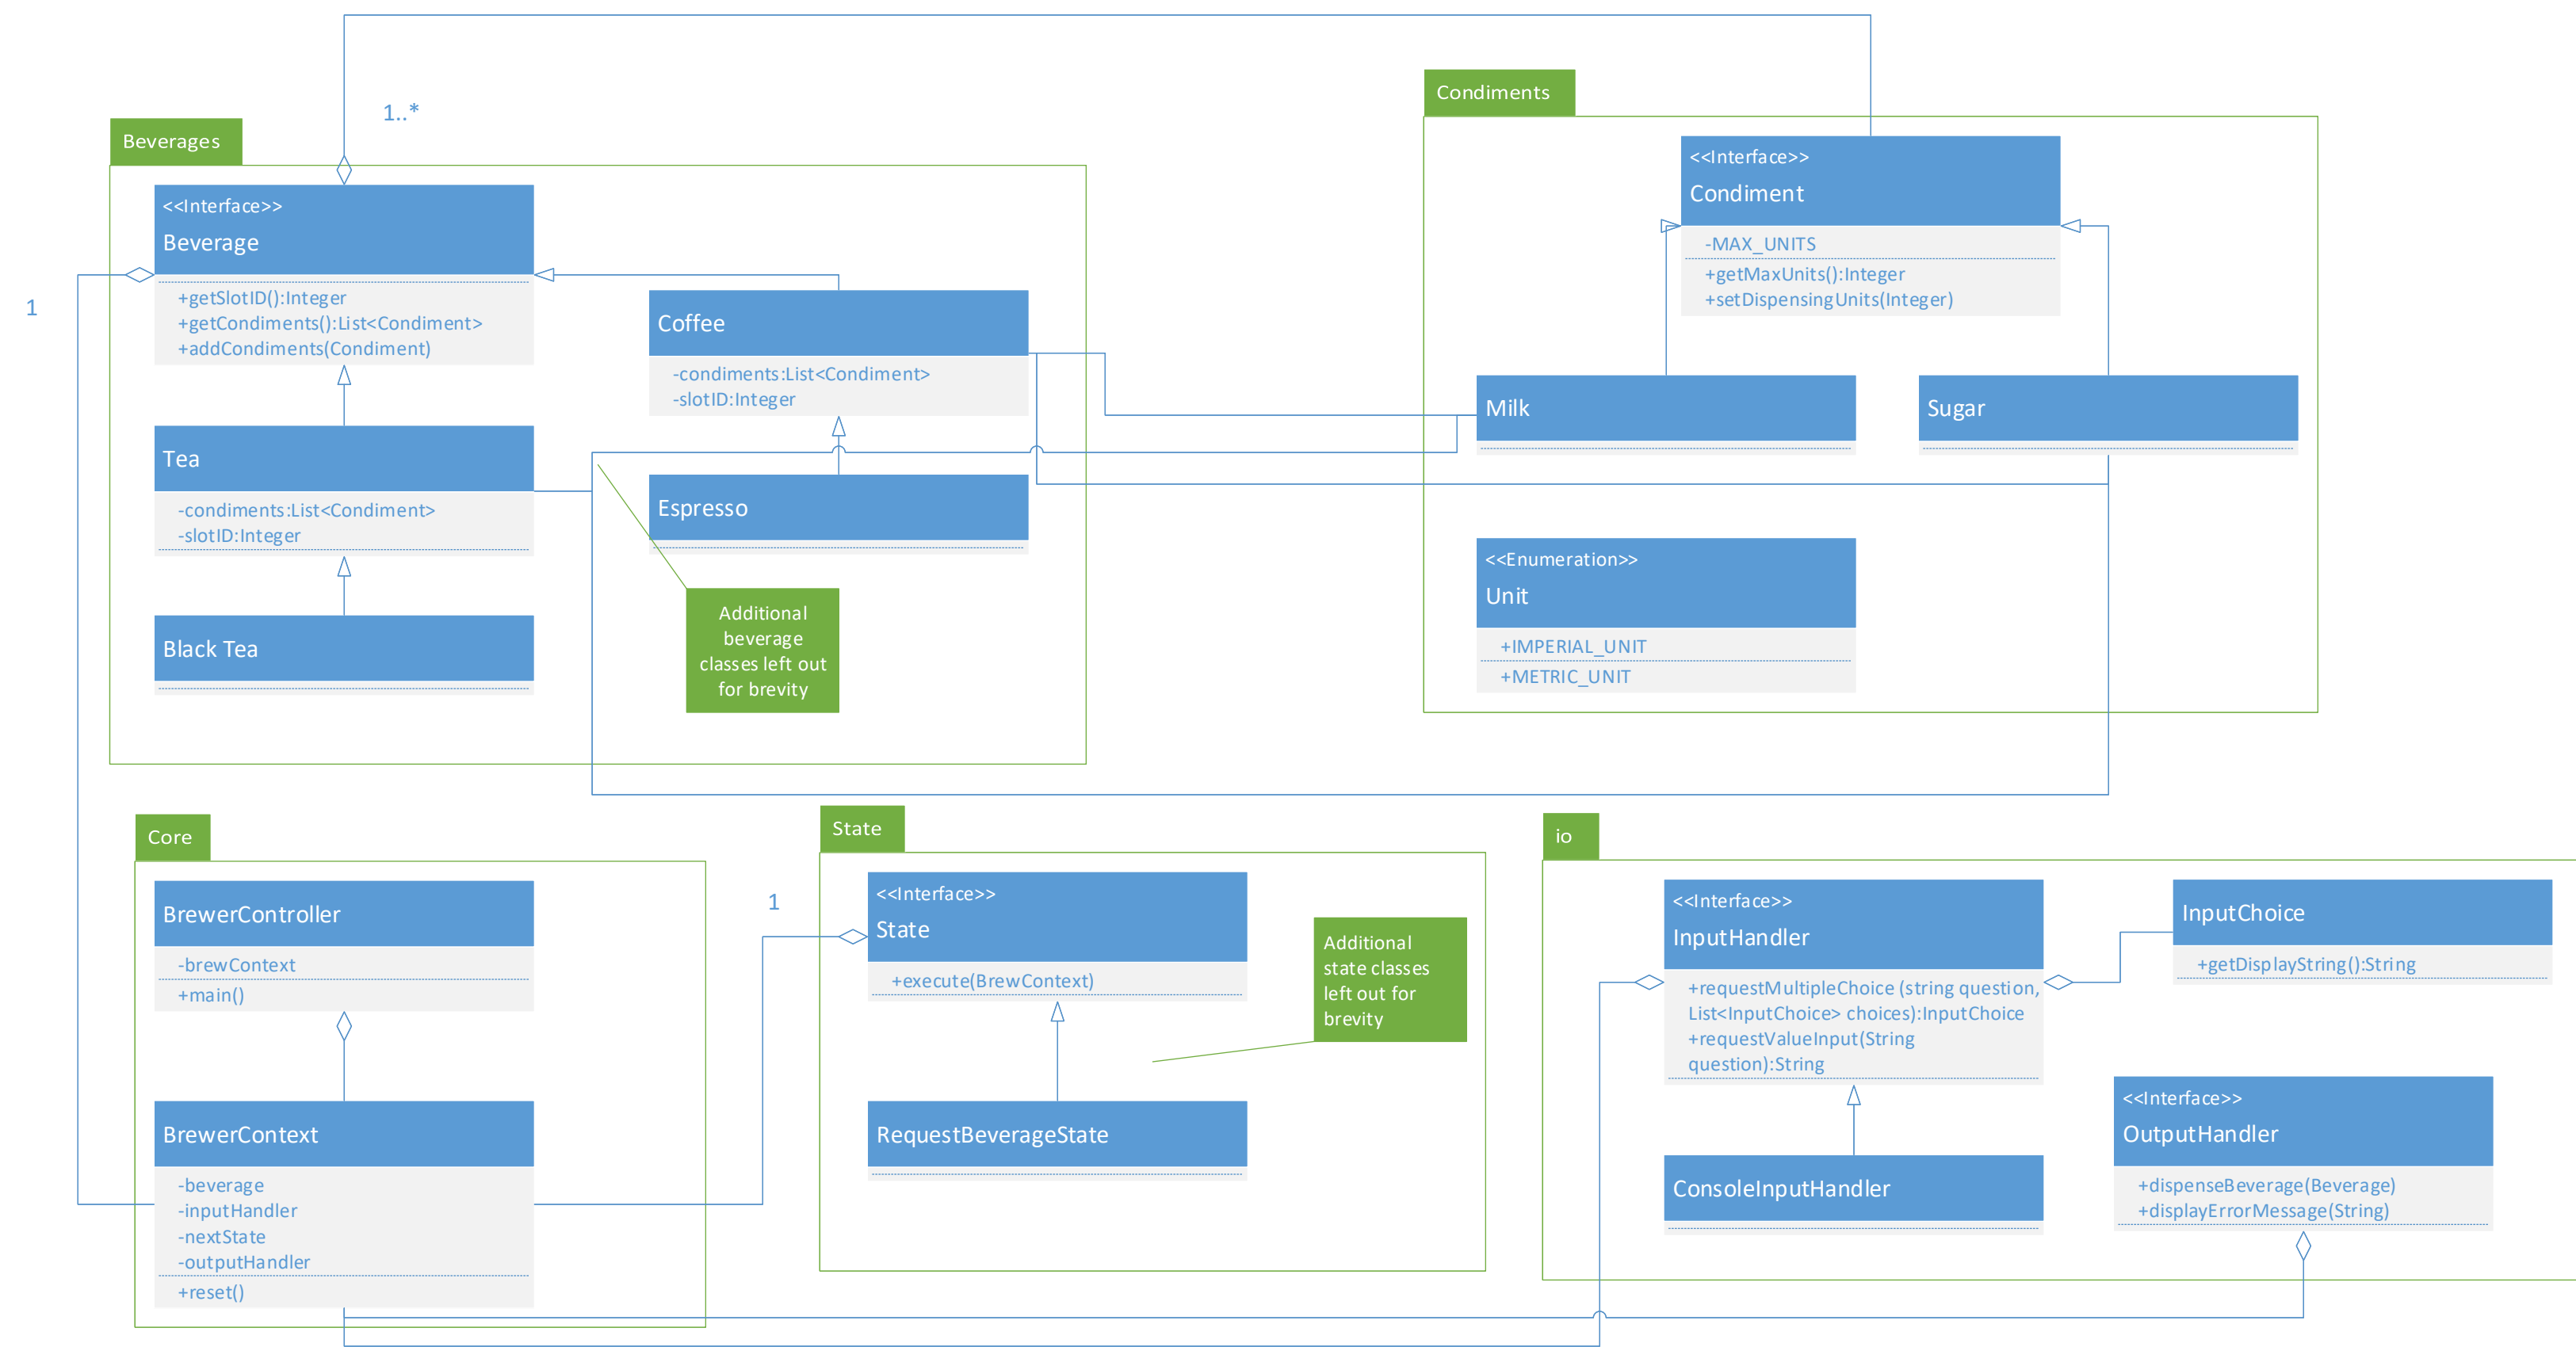 1..*
Beverages
<<Interface>>
Beverage
+getSlotID():Integer
+getCondiments():List<Condiment>
+addCondiments(Condiment)
1
Coffee
-condiments:List<Condiment>
-slotID:Integer
Tea
-condiments:List<Condiment>
-slotID:Integer
Espresso
Black Tea
Additional
beverage
classes left out
for brevity
Condiments
<<Interface>>
Condiment
-MAX_UNITS
+getMaxUnits():Integer
+setDispensingUnits(Integer)
Milk
Sugar
<<Enumeration>>
Unit
+IMPERIAL_UNIT
+METRIC_UNIT
Core
BrewerController
-brewContext
+main()
BrewerContext
-beverage
-inputHandler
-nextState
-outputHandler
+reset()
State
1
<<Interface>>
State
+execute(BrewContext)
Additional
state classes
left out for
brevity
RequestBeverageState
io
<<Interface>>
InputHandler
+requestMultipleChoice (string question,
List<InputChoice> choices):InputChoice
+requestValueInput(String
question):String
InputChoice
+getDisplayString():String
ConsoleInputHandler
<<Interface>>
OutputHandler
+dispenseBeverage(Beverage)
+displayErrorMessage(String)